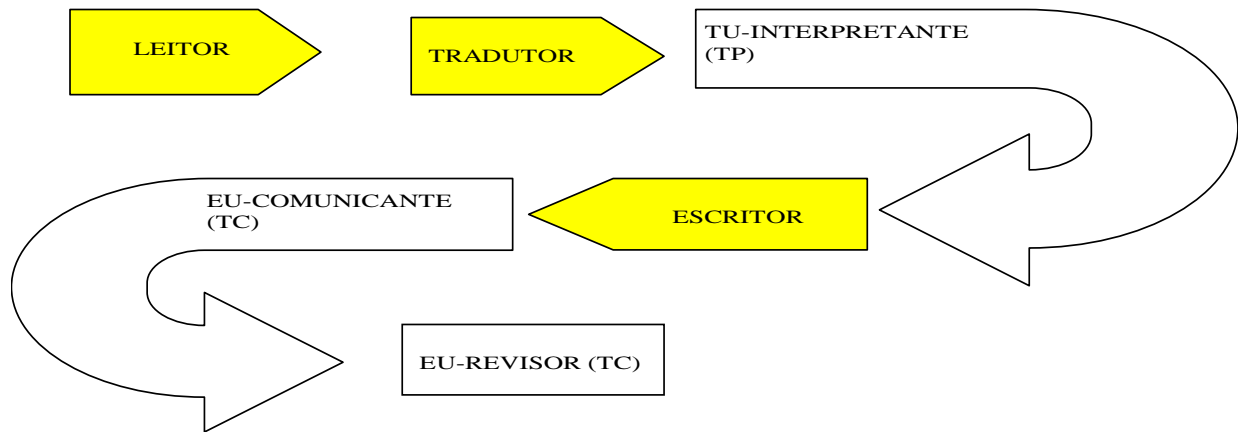 LEITOR
TRADUTOR
TU-INTERPRETANTE
(TP)
EU-COMUNICANTE
(TC)
ESCRITOR
EU-REVISOR (TC)